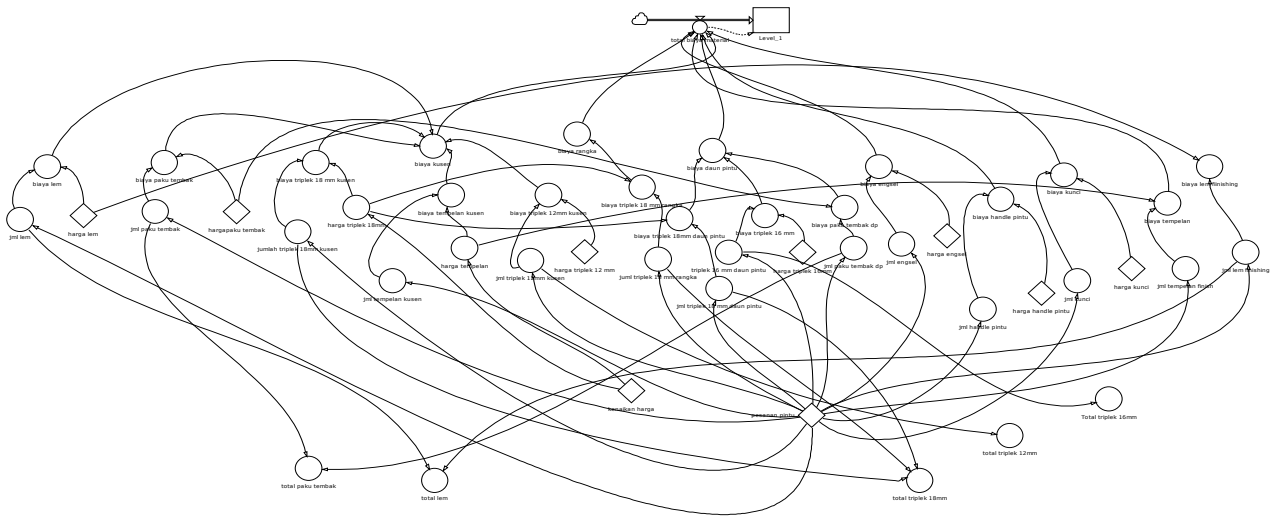 total biaya material
Level_1
biaya rangka
biaya kusen
biaya daun pintu
biaya lem
biaya paku tembak
biaya triplek 18 mm kusen
biaya engsel
biaya kunci
biaya lem finishing
biaya tempelan kusen
biaya triplek 12mm kusen
biaya triplek 18 mm rangka
biaya handle pintu
biaya tempelan
jml lem
harga lem
jml paku tembak
hargapaku tembak
harga triplek 18mm
biaya triplek 18mm daun pintu
biaya triplek 16 mm
biaya paku tembak dp
jumlah triplek 18mm kusen
harga tempelan
harga triplek 12 mm
jml triplek 12mm kusen
jumli triplek 18 mm rangka
triplek 16 mm daun pintu
harga triplek 16mm
jml paku tembak dp
jml engsel
harga engsel
jml lem finishing
jml tempelan kusen
jml triplek 18 mm daun pintu
harga kunci
jml tempelan finish
jml kunci
harga handle pintu
jml handle pintu
kenaikan harga
pesanan pintu
Total triplek 16mm
total triplek 12mm
total paku tembak
total lem
total triplek 18mm